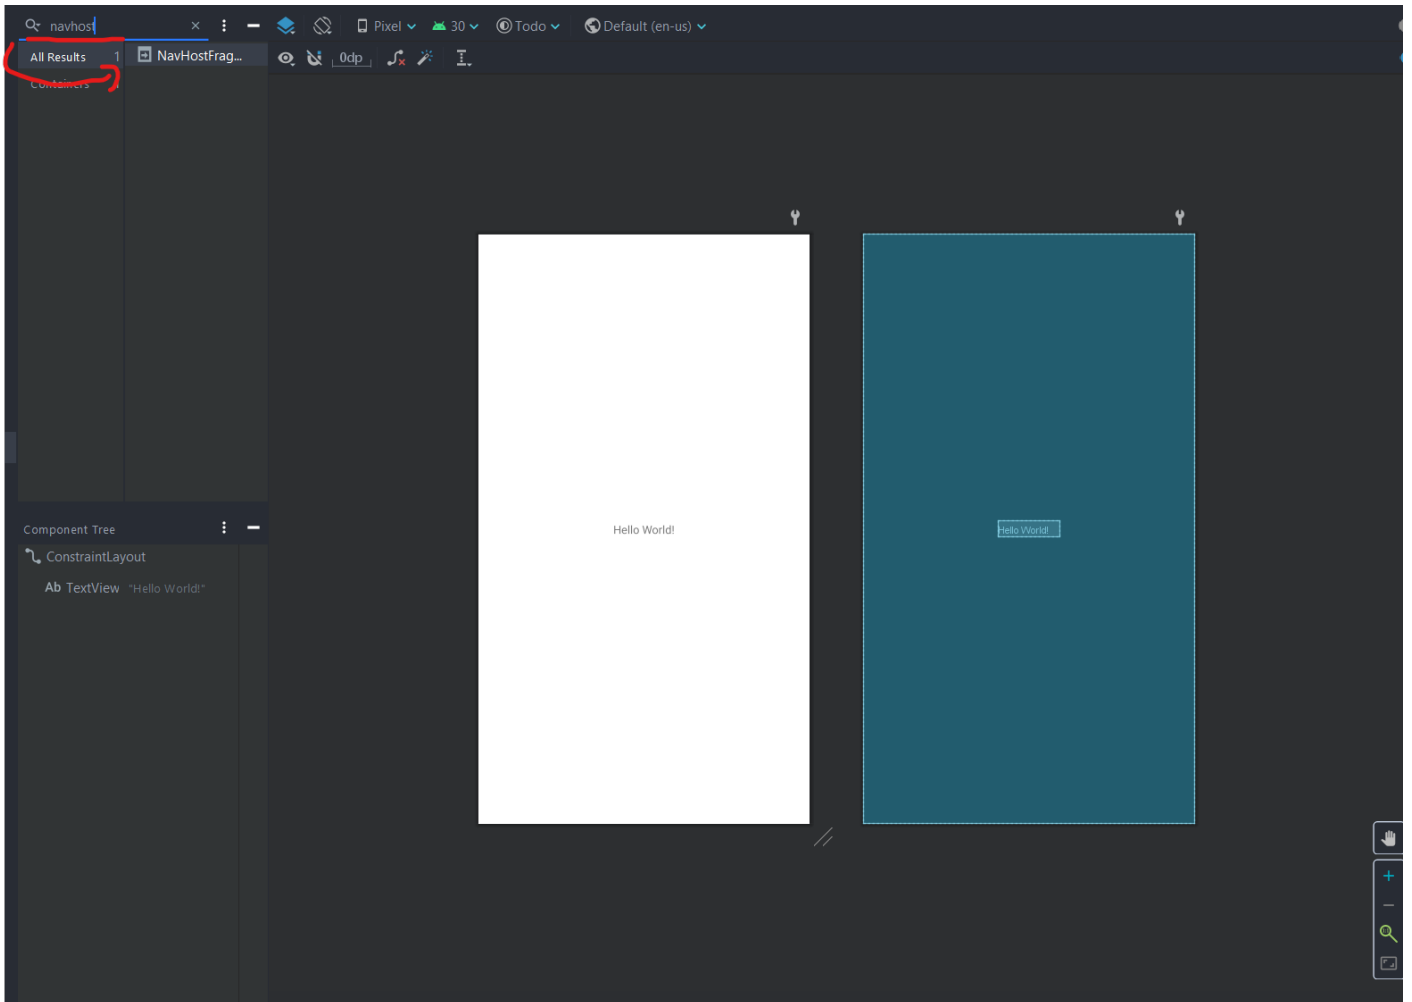 navhost
Pixel
30
Todo
Default (en-us)
All Results 1
NavHostFrag...
0dp
Containers
Component Tree
ConstraintLayout
Ab TextView "Hello World!"
Hello World!
Hello World!